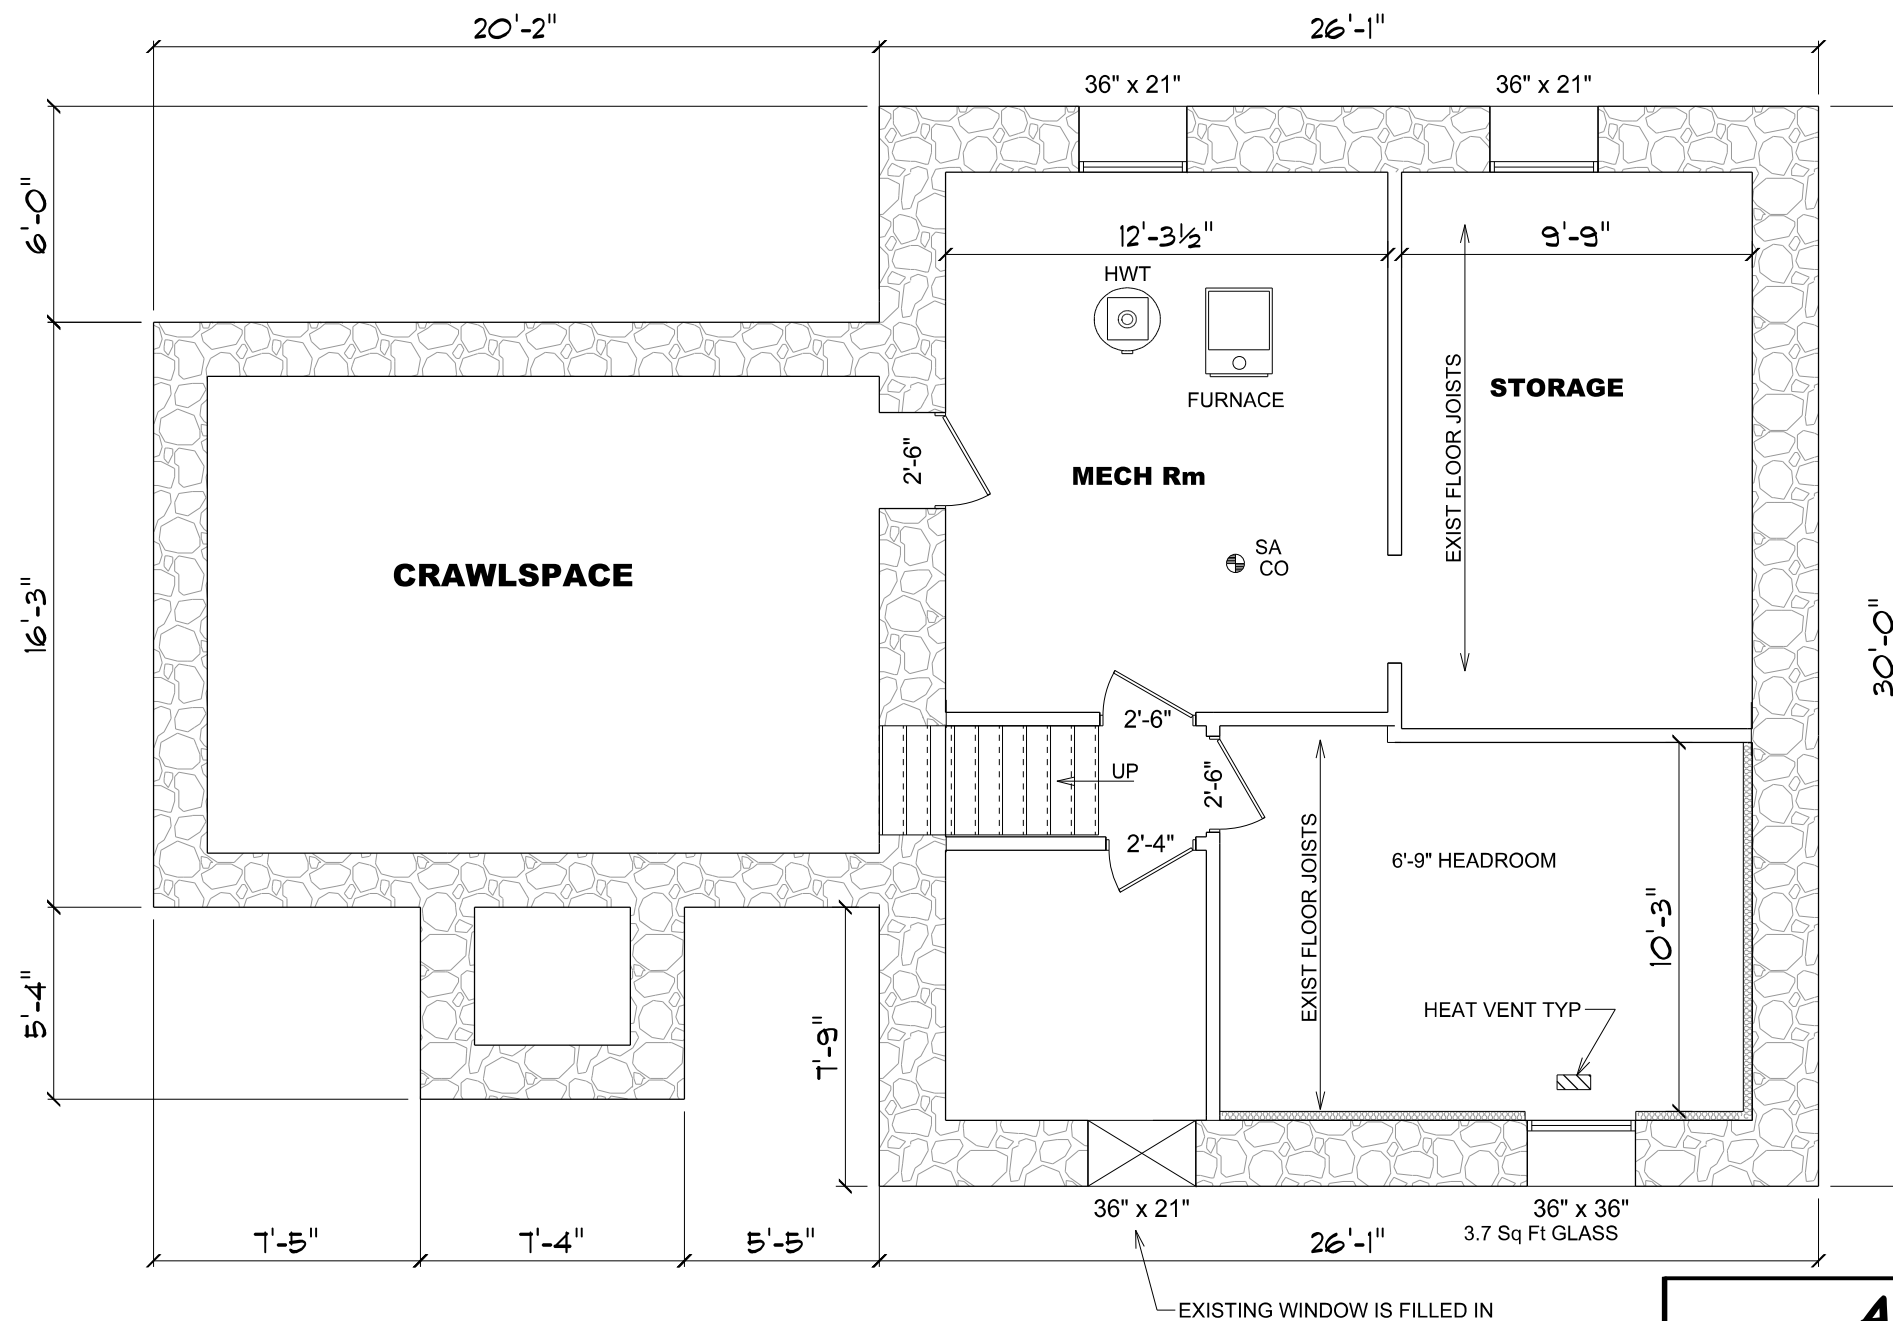 20'-2"
26'-1"
36" x 21"
36" x 21"
6'-0"
12'-3½"
9'-9"
HWT
FURNACE
EXIST FLOOR JOISTS
STORAGE
2'-6"
MECH Rm
SA
CO
CRAWLSPACE
16'-3"
30'-0"
2'-6"
UP
2'-6"
2'-4"
EXIST FLOOR JOISTS
6'-9" HEADROOM
10'-3"
5'-4"
7'-9"
HEAT VENT TYP
36" x 21"
36" x 36"
3.7 Sq Ft GLASS
7'-5"
7'-4"
5'-5"
26'-1"
EXISTING WINDOW IS FILLED IN